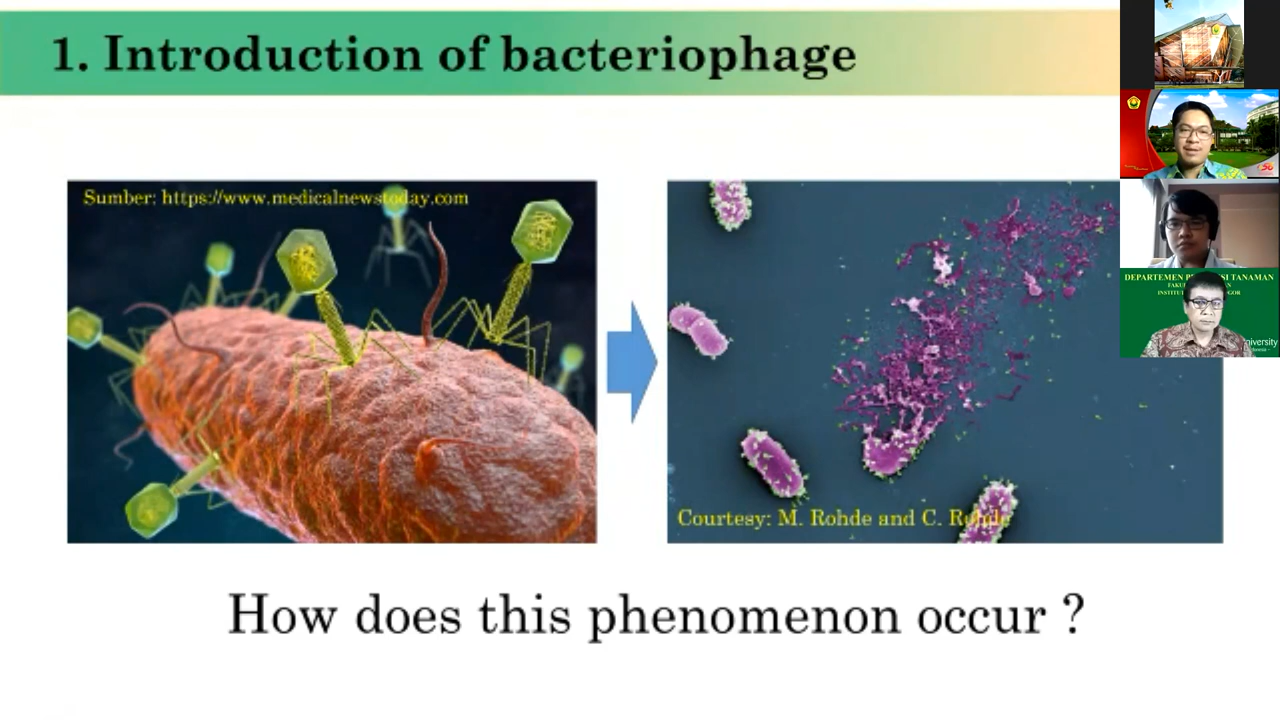 1. Introduction of bacteriophage
Sumber: https://www.medicalnewstoday.com
Courtesy: M. Rohde and C. Rohde
How does this phenomenon occur ?
DEPARTEMEN TANAMAN